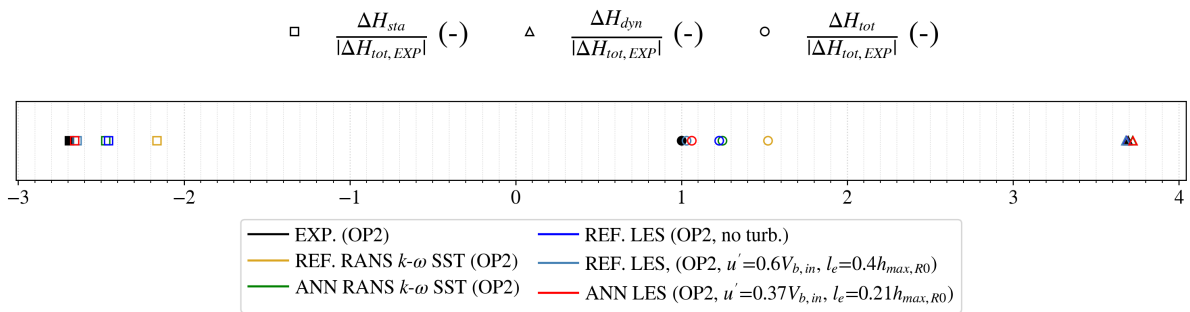 ΔH_sta / |ΔH_tot,EXP| (-) ΔH_dyn / |ΔH_tot,EXP| (-) ΔH_tot / |ΔH_tot,EXP| (-)
−3 −2 −1 0 1 2 3 4
EXP. (OP2)
REF. RANS k-ω SST (OP2)
ANN RANS k-ω SST (OP2)
REF. LES (OP2, no turb.)
REF. LES, (OP2, u′=0.6V_b,in, l_e=0.4h_max,R0)
ANN LES (OP2, u′=0.37V_b,in, l_e=0.21h_max,R0)